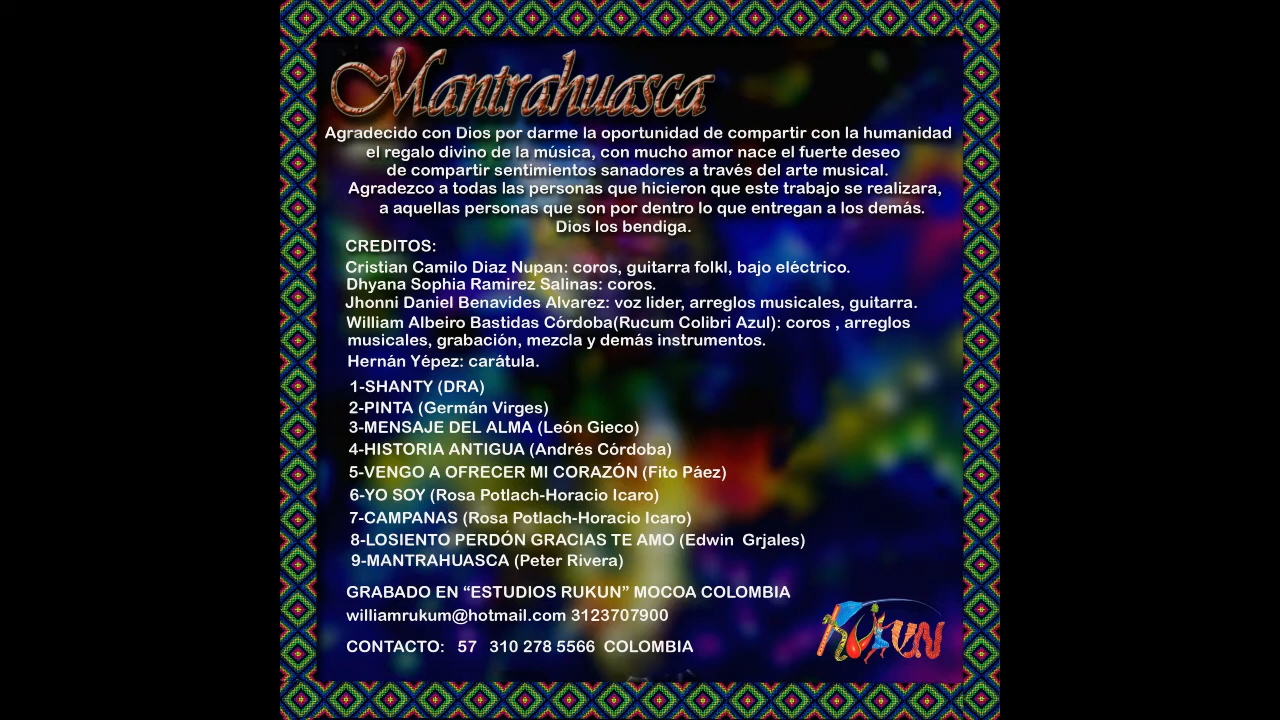 Mantrahuasca
Agradecido con Dios por darme la oportunidad de compartir con la humanidad
el regalo divino de la música, con mucho amor nace el fuerte deseo
de compartir sentimientos sanadores a través del arte musical.
Agradezco a todas las personas que hicieron que este trabajo se realizara,
a aquellas personas que son por dentro lo que entregan a los demás.
Dios los bendiga.
CREDITOS:
Cristian Camilo Diaz Nupan: coros, guitarra folkl, bajo eléctrico.
Dhyana Sophia Ramirez Salinas: coros.
Jhonni Daniel Benavides Alvarez: voz lider, arreglos musicales, guitarra.
William Albeiro Bastidas Córdoba(Rucum Colibri Azul): coros , arreglos
musicales, grabación, mezcla y demás instrumentos.
Hernán Yépez: carátula.
1-SHANTY (DRA)
2-PINTA (Germán Virges)
3-MENSAJE DEL ALMA (León Gieco)
4-HISTORIA ANTIGUA (Andrés Córdoba)
5-VENGO A OFRECER MI CORAZÓN (Fito Páez)
6-YO SOY (Rosa Potlach-Horacio Icaro)
7-CAMPANAS (Rosa Potlach-Horacio Icaro)
8-LOSIENTO PERDÓN GRACIAS TE AMO (Edwin  Grjales)
9-MANTRAHUASCA (Peter Rivera)
GRABADO EN “ESTUDIOS RUKUN” MOCOA COLOMBIA
williamrukum@hotmail.com 3123707900
CONTACTO:   57   310 278 5566  COLOMBIA
RUKUN